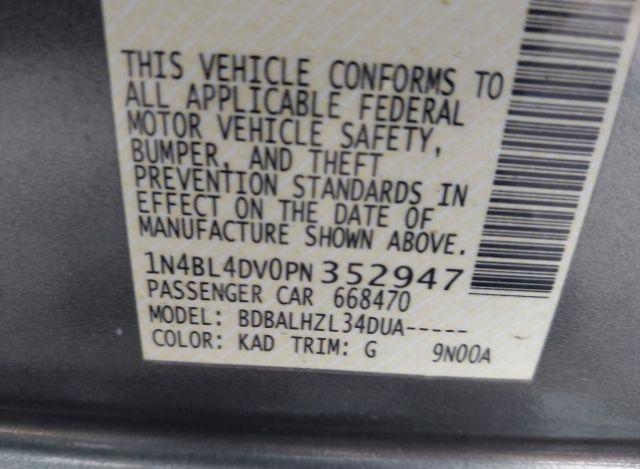 THIS VEHICLE CONFORMS TO
ALL APPLICABLE FEDERAL
MOTOR VEHICLE SAFETY,
BUMPER, AND THEFT
PREVENTION STANDARDS IN
EFFECT ON THE DATE OF
MANUFACTURE SHOWN ABOVE.
1N4BL4DV0PN352947
PASSENGER CAR 668470
MODEL: BDBALHZL34DUA-----
COLOR: KAD TRIM: G 9N00A